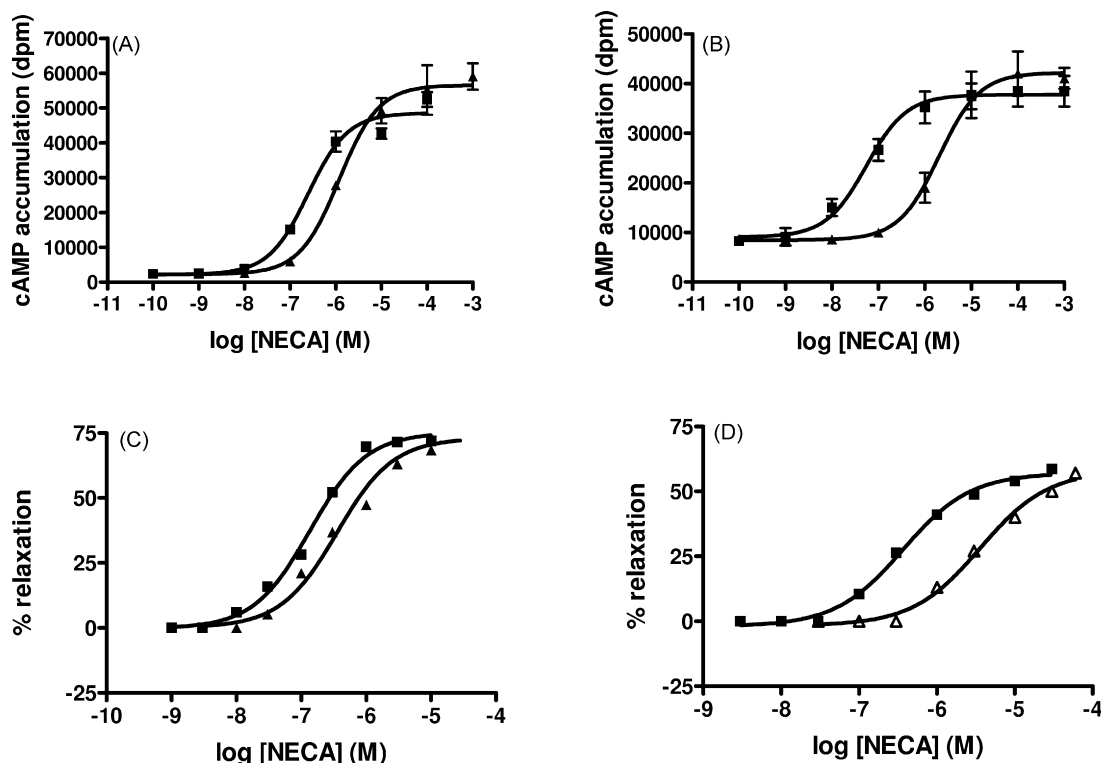 (A)
cAMP accumulation (dpm)
70000
60000
50000
40000
30000
20000
10000
0
-11 -10 -9 -8 -7 -6 -5 -4 -3
log [NECA] (M)
(B)
cAMP accumulation (dpm)
50000
40000
30000
20000
10000
0
-11 -10 -9 -8 -7 -6 -5 -4 -3
log [NECA] (M)
(C)
% relaxation
75
50
25
0
-25
-10 -9 -8 -7 -6 -5 -4
log [NECA] (M)
(D)
% relaxation
75
50
25
0
-25
-9 -8 -7 -6 -5 -4
log [NECA] (M)